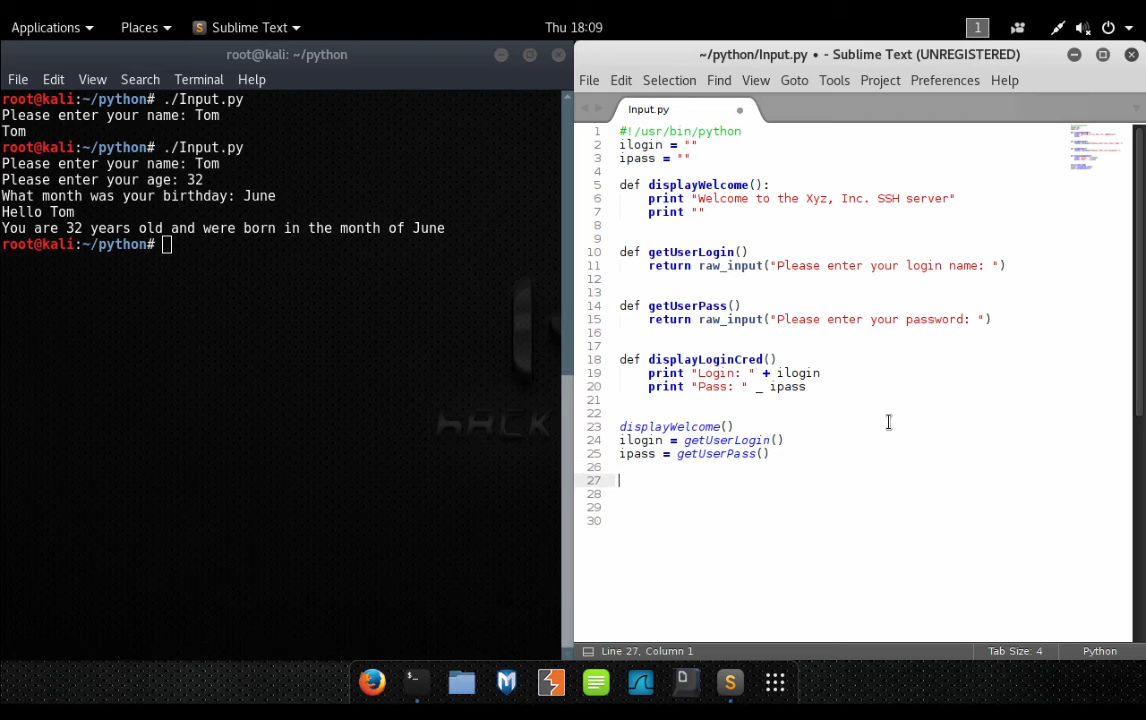 Applications Places Sublime Text Thu 18:09 1
root@kali: ~/python
File Edit View Search Terminal Help
root@kali:~/python# ./Input.py
Please enter your name: Tom
Tom
root@kali:~/python# ./Input.py
Please enter your name: Tom
Please enter your age: 32
What month was your birthday: June
Hello Tom
You are 32 years old and were born in the month of June
root@kali:~/python#
HACK
~/python/Input.py • - Sublime Text (UNREGISTERED)
File Edit Selection Find View Goto Tools Project Preferences Help
Input.py
1 #!/usr/bin/python
2 ilogin = ""
3 ipass = ""
4
5 def displayWelcome():
6     print "Welcome to the Xyz, Inc. SSH server"
7     print ""
8
9
10 def getUserLogin()
11     return raw_input("Please enter your login name: ")
12
13
14 def getUserPass()
15     return raw_input("Please enter your password: ")
16
17
18 def displayLoginCred()
19     print "Login: " + ilogin
20     print "Pass: " _ ipass
21
22
23 displayWelcome()
24 ilogin = getUserLogin()
25 ipass = getUserPass()
26
27
28
29
30
Line 27, Column 1 Tab Size: 4 Python